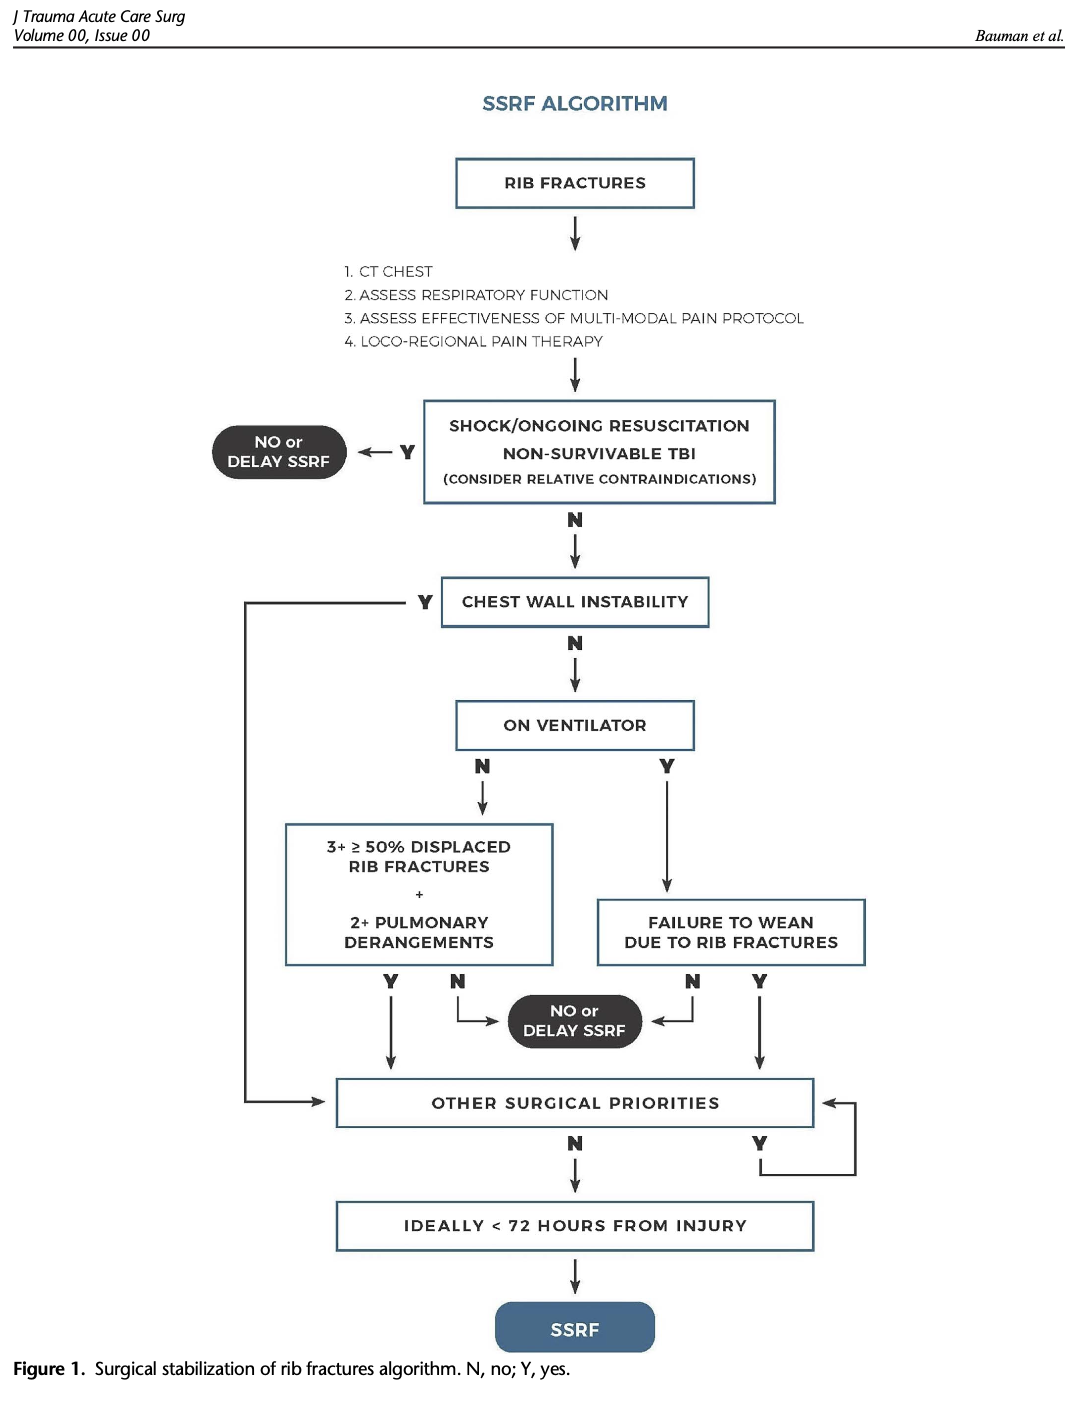 J Trauma Acute Care Surg
Volume 00, Issue 00
Bauman et al.
SSRF ALGORITHM
RIB FRACTURES
1. CT CHEST
2. ASSESS RESPIRATORY FUNCTION
3. ASSESS EFFECTIVENESS OF MULTI-MODAL PAIN PROTOCOL
4. LOCO-REGIONAL PAIN THERAPY
SHOCK/ONGOING RESUSCITATION
NON-SURVIVABLE TBI
(CONSIDER RELATIVE CONTRAINDICATIONS)
Y
NO or
DELAY SSRF
N
CHEST WALL INSTABILITY
Y
N
ON VENTILATOR
N
Y
3+ ≥ 50% DISPLACED
RIB FRACTURES
+
2+ PULMONARY
DERANGEMENTS
FAILURE TO WEAN
DUE TO RIB FRACTURES
Y
N
N
Y
NO or
DELAY SSRF
OTHER SURGICAL PRIORITIES
N
Y
IDEALLY < 72 HOURS FROM INJURY
SSRF
Figure 1. Surgical stabilization of rib fractures algorithm. N, no; Y, yes.